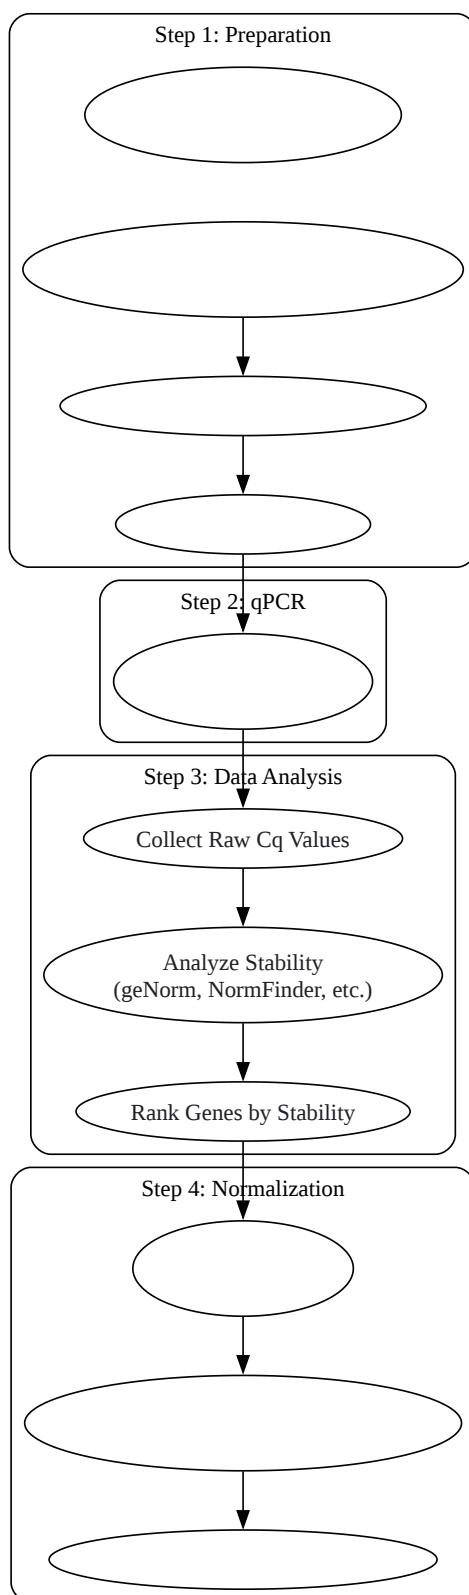 Step 1: Preparation
Step 2: qPCR
Step 3: Data Analysis
Collect Raw Cq Values
Analyze Stability
(geNorm, NormFinder, etc.)
Rank Genes by Stability
Step 4: Normalization